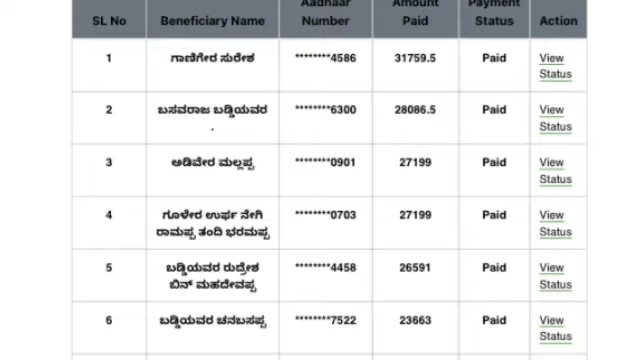 SL No Beneficiary Name Aadhaar Number Amount Paid Payment Status Action
1 ಗಾಣಿಗೇರ ಸುರೇಶ ********4586 31759.5 Paid View Status
2 ಬಸವರಾಜ ಬಡ್ಡಿಯವರ . ********6300 28086.5 Paid View Status
3 ಅಡಿವೇರ ಮಲ್ಲಪ್ಪ ********0901 27199 Paid View Status
4 ಗೂಳೇರ ಉರ್ಫ ನೇಗಿ ರಾಮಪ್ಪ ತಂದಿ ಭರಮಪ್ಪ ********0703 27199 Paid View Status
5 ಬಡ್ಡಿಯವರ ರುದ್ರೇಶ ಬಿನ್ ಮಹದೇವಪ್ಪ ********4458 26591 Paid View Status
6 ಬಡ್ಡಿಯವರ ಚನಬಸಪ್ಪ ********7522 23663 Paid View Status